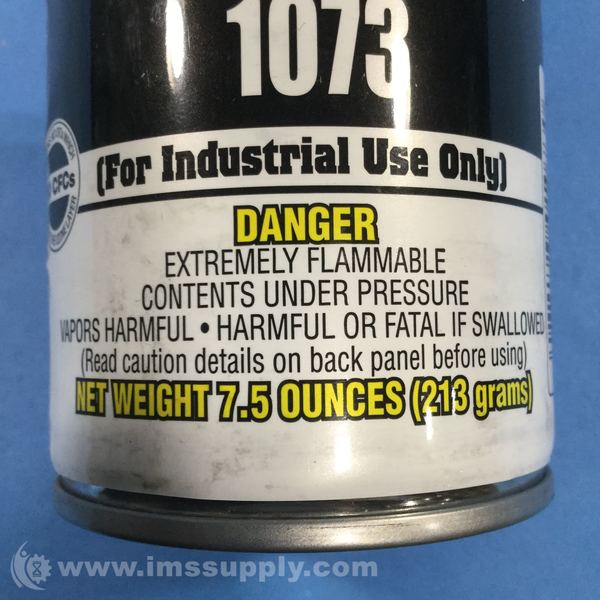 1073
(For Industrial Use Only)
CFCs
DANGER
EXTREMELY FLAMMABLE
CONTENTS UNDER PRESSURE
VAPORS HARMFUL • HARMFUL OR FATAL IF SWALLOWED
(Read caution details on back panel before using)
NET WEIGHT 7.5 OUNCES (213 grams)
www.imssupply.com